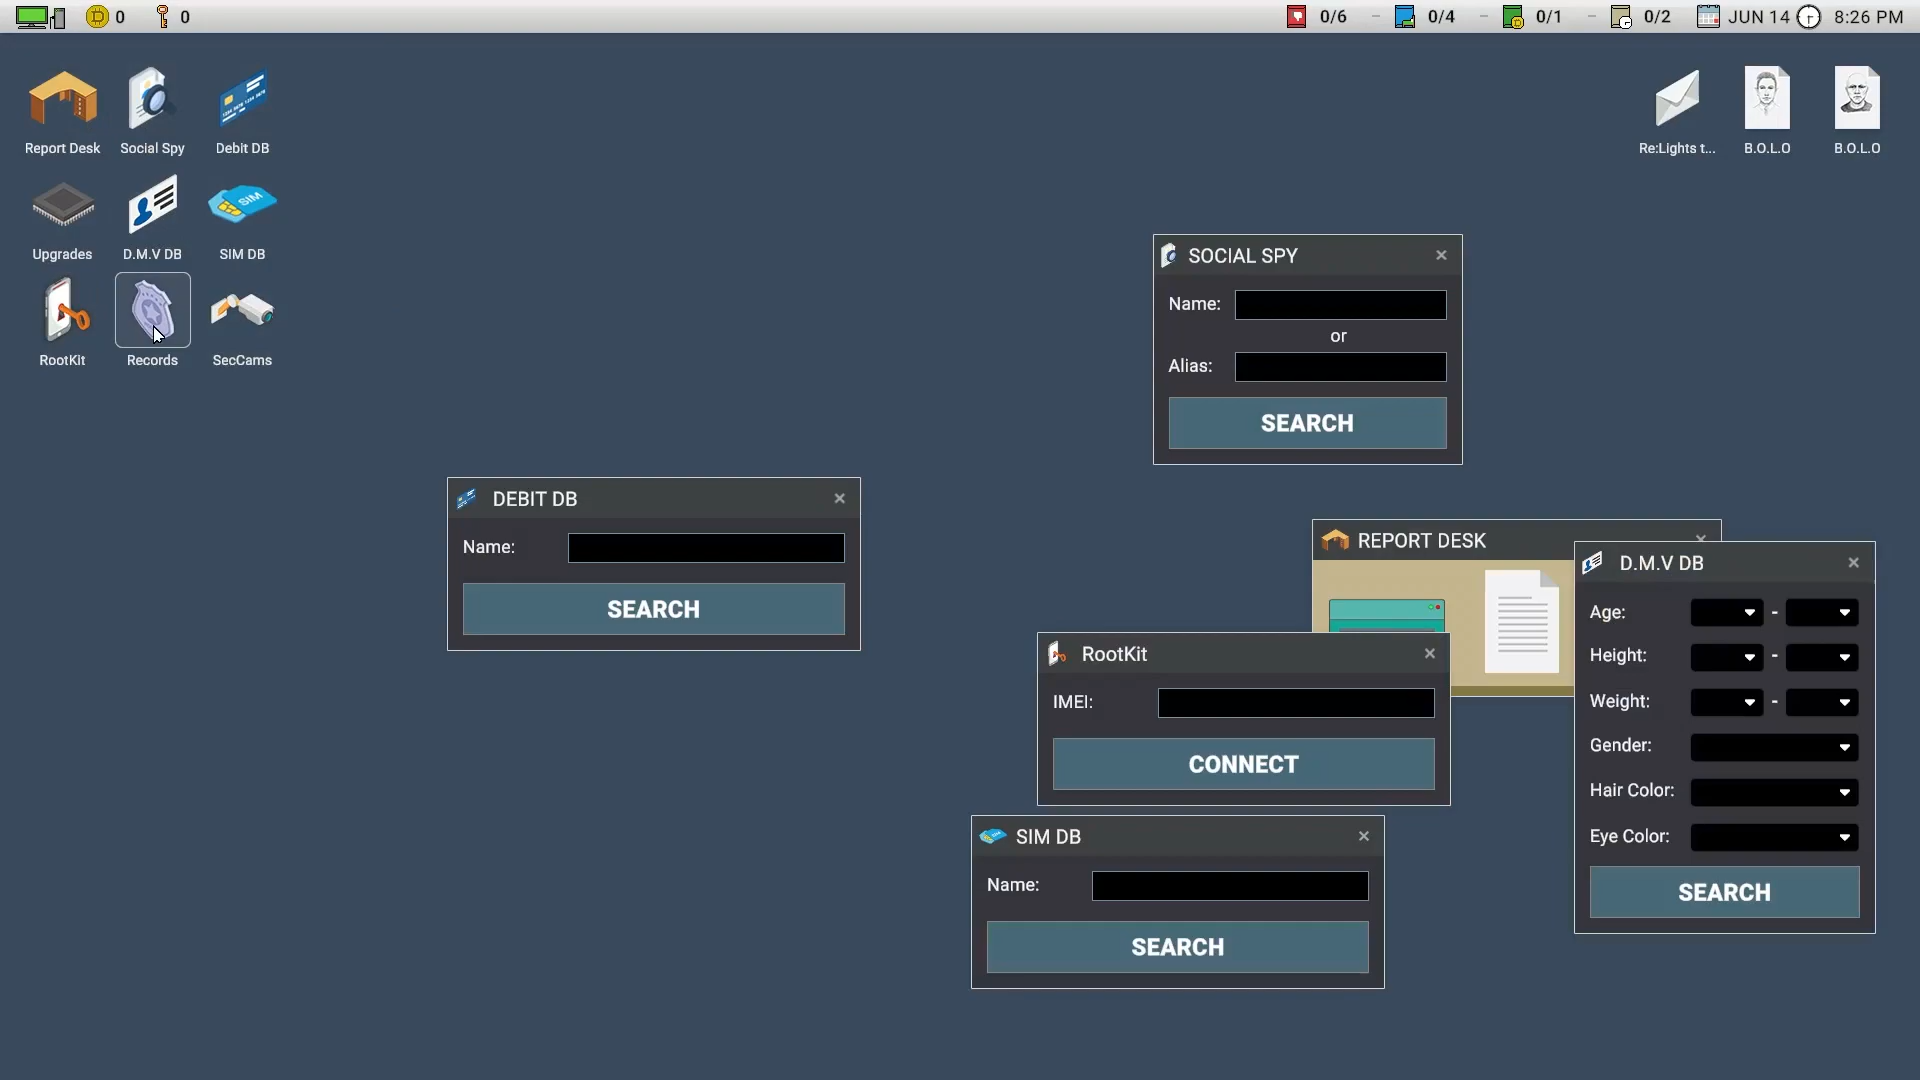 0
0
0/6
0/4
0/1
0/2
JUN 14
8:26 PM
Report Desk
Social Spy
Debit DB
Re:Lights t...
B.O.L.O
B.O.L.O
Upgrades
D.M.V DB
SIM
SIM DB
RootKit
Records
SecCams
SOCIAL SPY
Name:
or
Alias:
SEARCH
DEBIT DB
Name:
SEARCH
REPORT DESK
D.M.V DB
Age:
-
Height:
-
Weight:
-
Gender:
Hair Color:
Eye Color:
SEARCH
RootKit
IMEI:
CONNECT
SIM DB
Name:
SEARCH